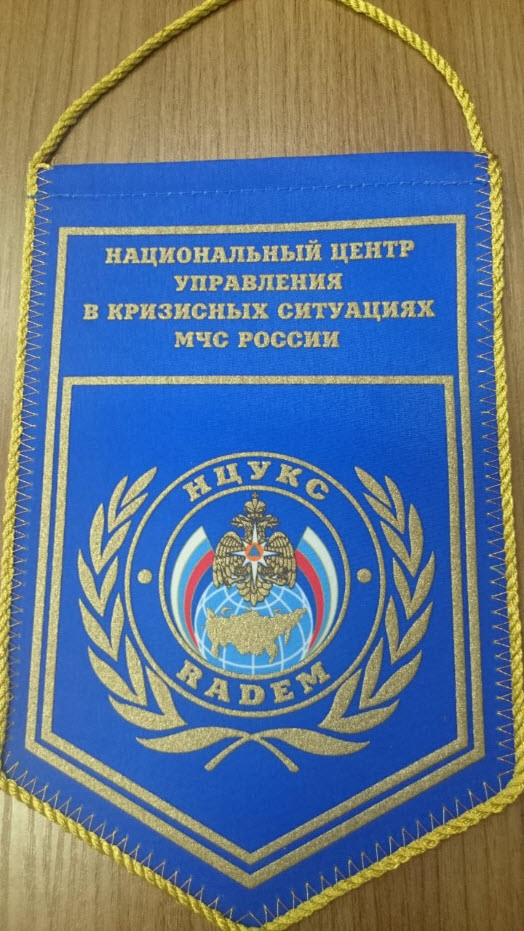 НАЦИОНАЛЬНЫЙ ЦЕНТР
УПРАВЛЕНИЯ
В КРИЗИСНЫХ СИТУАЦИЯХ
МЧС РОССИИ
НЦУКС
RADEM